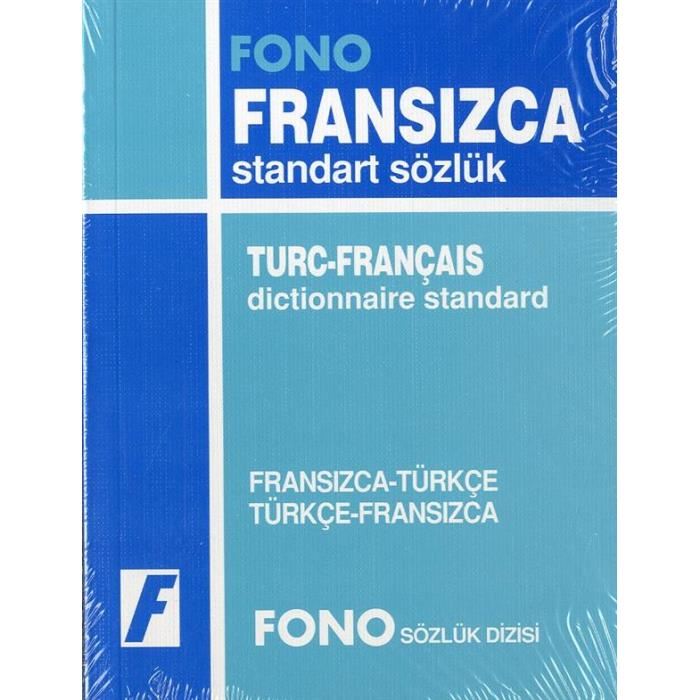 FONO
FRANSIZCA
standart sözlük
TURC-FRANÇAIS
dictionnaire standard
FRANSIZCA-TÜRKÇE
TÜRKÇE-FRANSIZCA
F
FONO SÖZLÜK DİZİSİ